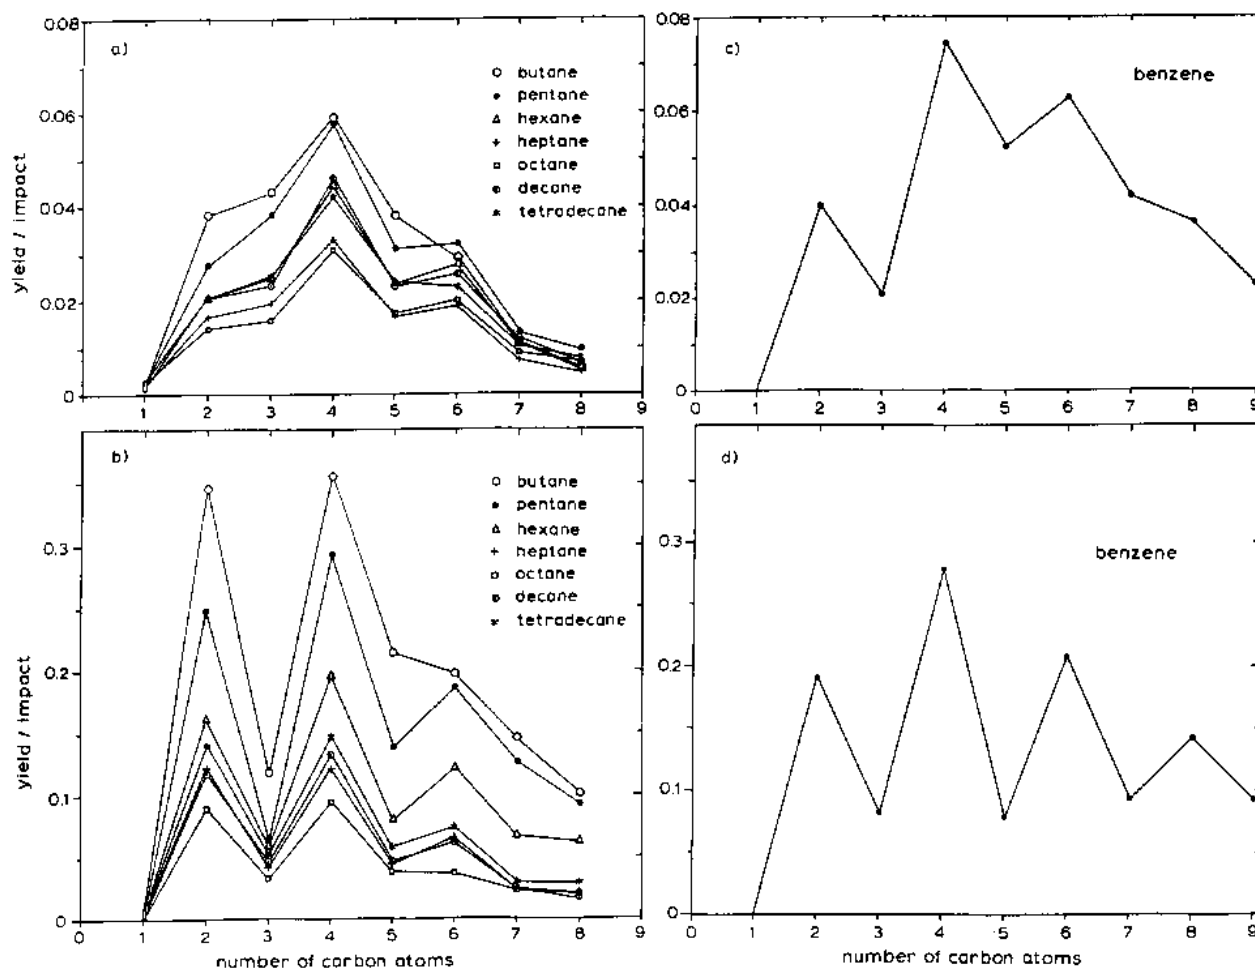 a)
yield / impact
0.08
0.06
0.04
0.02
0
0 1 2 3 4 5 6 7 8 9
butane
pentane
hexane
heptane
octane
decane
tetradecane
c)
benzene
0.08
0.06
0.04
0.02
0
0 1 2 3 4 5 6 7 8 9
b)
yield / impact
0.3
0.2
0.1
0
0 1 2 3 4 5 6 7 8 9
number of carbon atoms
butane
pentane
hexane
heptane
octane
decane
tetradecane
d)
benzene
0.3
0.2
0.1
0
0 1 2 3 4 5 6 7 8 9
number of carbon atoms